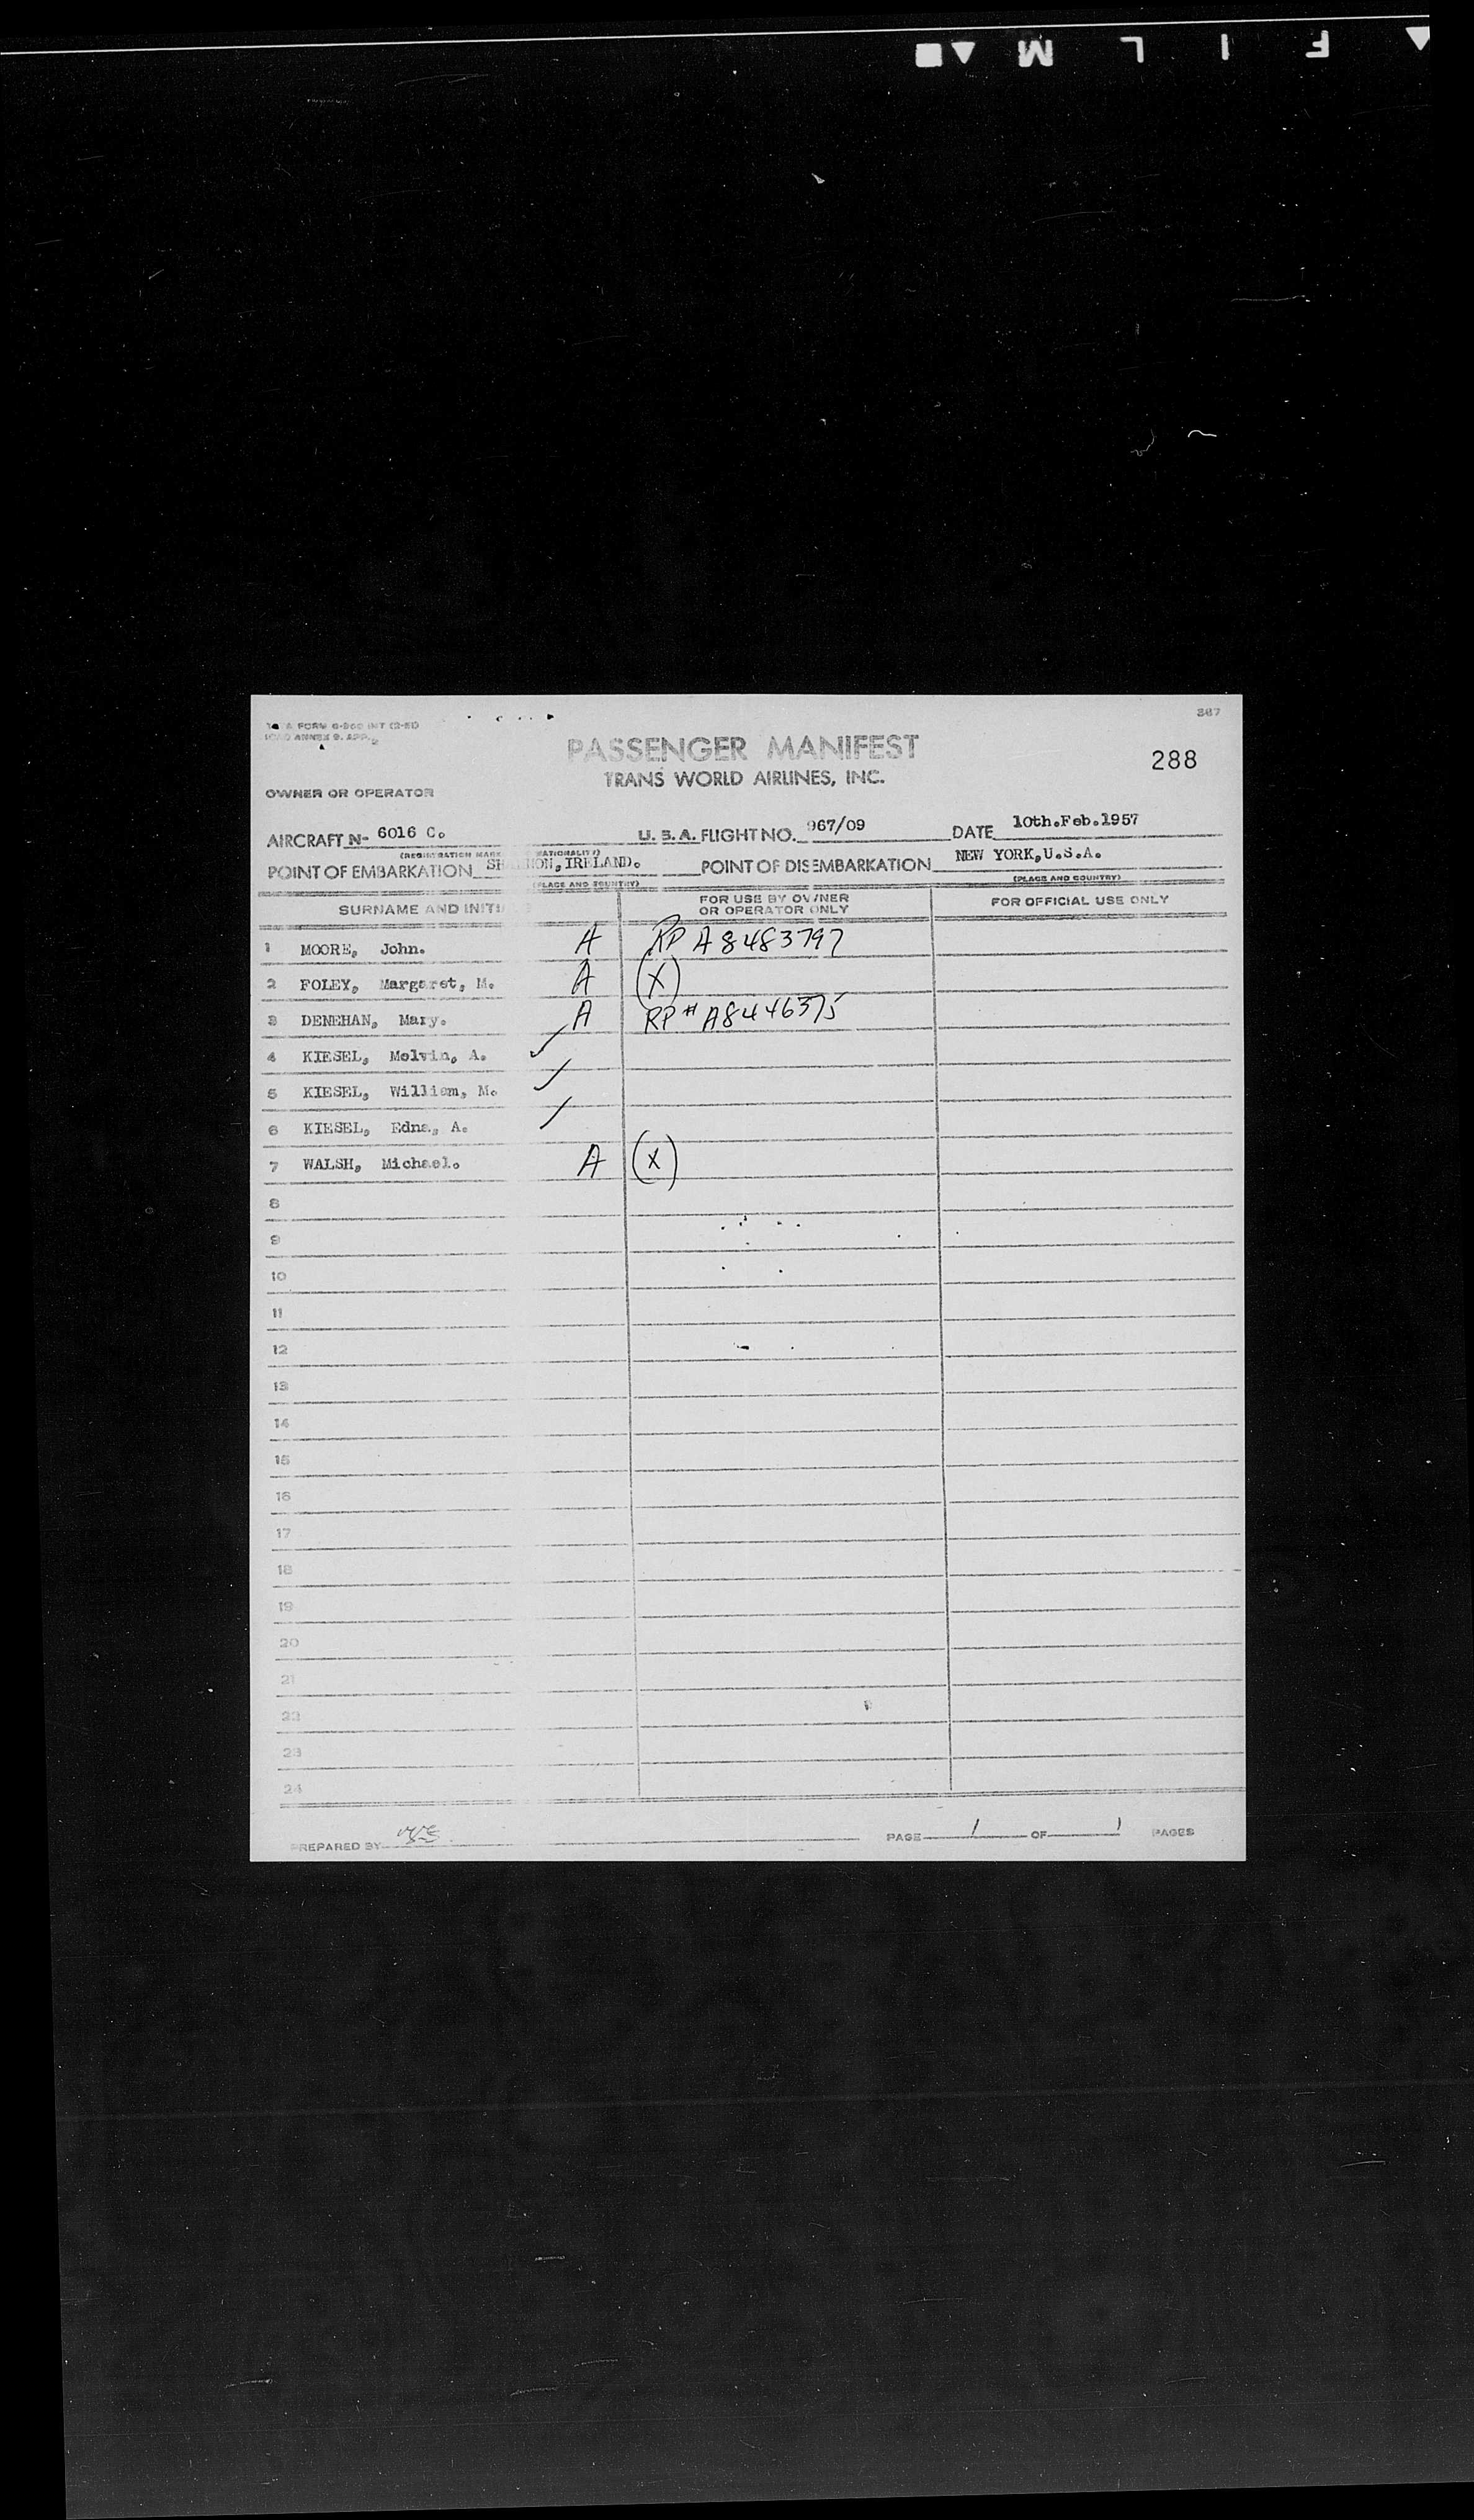 F I L M
367
PASSENGER MANIFEST
288
TRANS WORLD AIRLINES, INC.
OWNER OR OPERATOR
AIRCRAFT N- 6016 C. U. S. A. FLIGHT NO. 967/09 DATE 10th.Feb.1957
POINT OF EMBARKATION SHANNON, IRELAND. POINT OF DISEMBARKATION NEW YORK, U.S.A.
(PLACE AND COUNTRY) (PLACE AND COUNTRY)
SURNAME AND INITI FOR USE BY OWNER OR OPERATOR ONLY FOR OFFICIAL USE ONLY
1 MOORE, John. A RP A8483797
2 FOLEY, Margaret, M. A (X)
3 DENEHAN, Mary. A RP # A8446375
4 KIESEL, Melvin, A. ✓
5 KIESEL, William, M. ✓
6 KIESEL, Edna, A. ✓
7 WALSH, Michael. A (X)
8
9
10
11
12
13
14
15
16
17
18
19
20
21
22
23
24
PREPARED BY PAGE 1 OF 1 PAGES